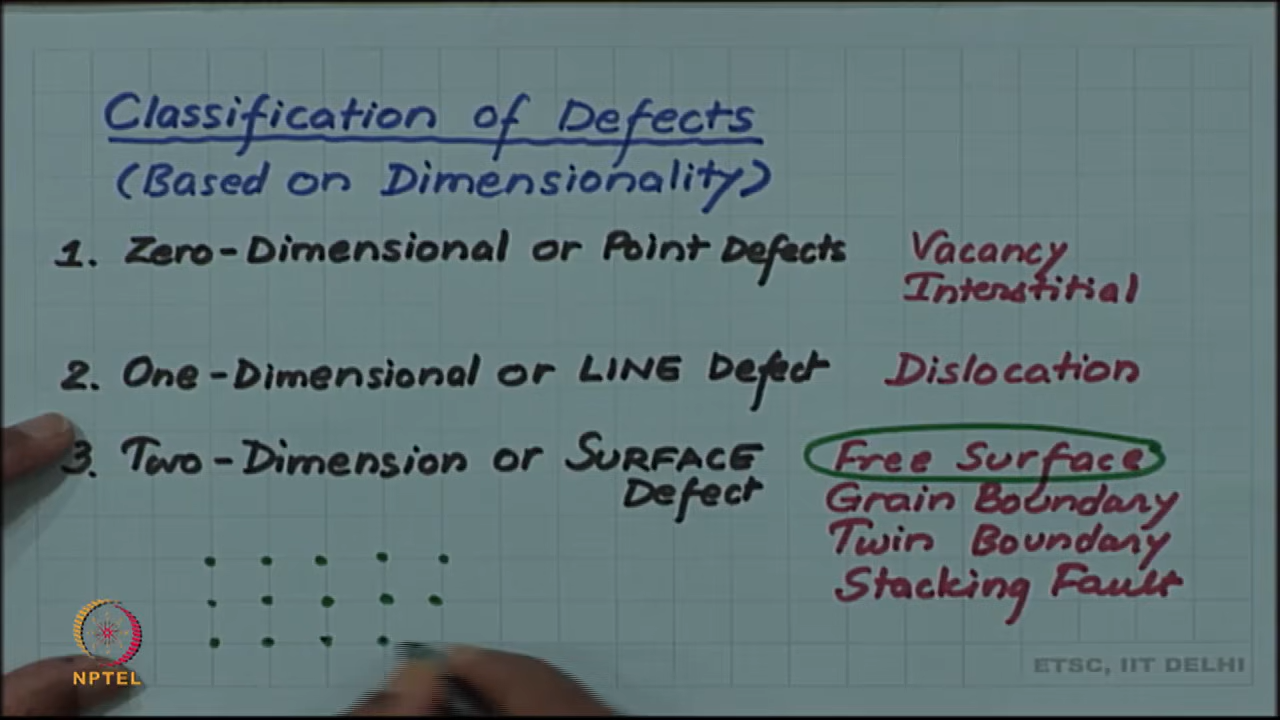 Classification of Defects
(Based on Dimensionality)
1. Zero-Dimensional or Point Defects Vacancy
Interstitial
2. One-Dimensional or LINE Defect Dislocation
3. Two-Dimension or SURFACE Free Surface
Defect Grain Boundary
Twin Boundary
Stacking Fault
NPTEL
ETSC, IIT DELHI